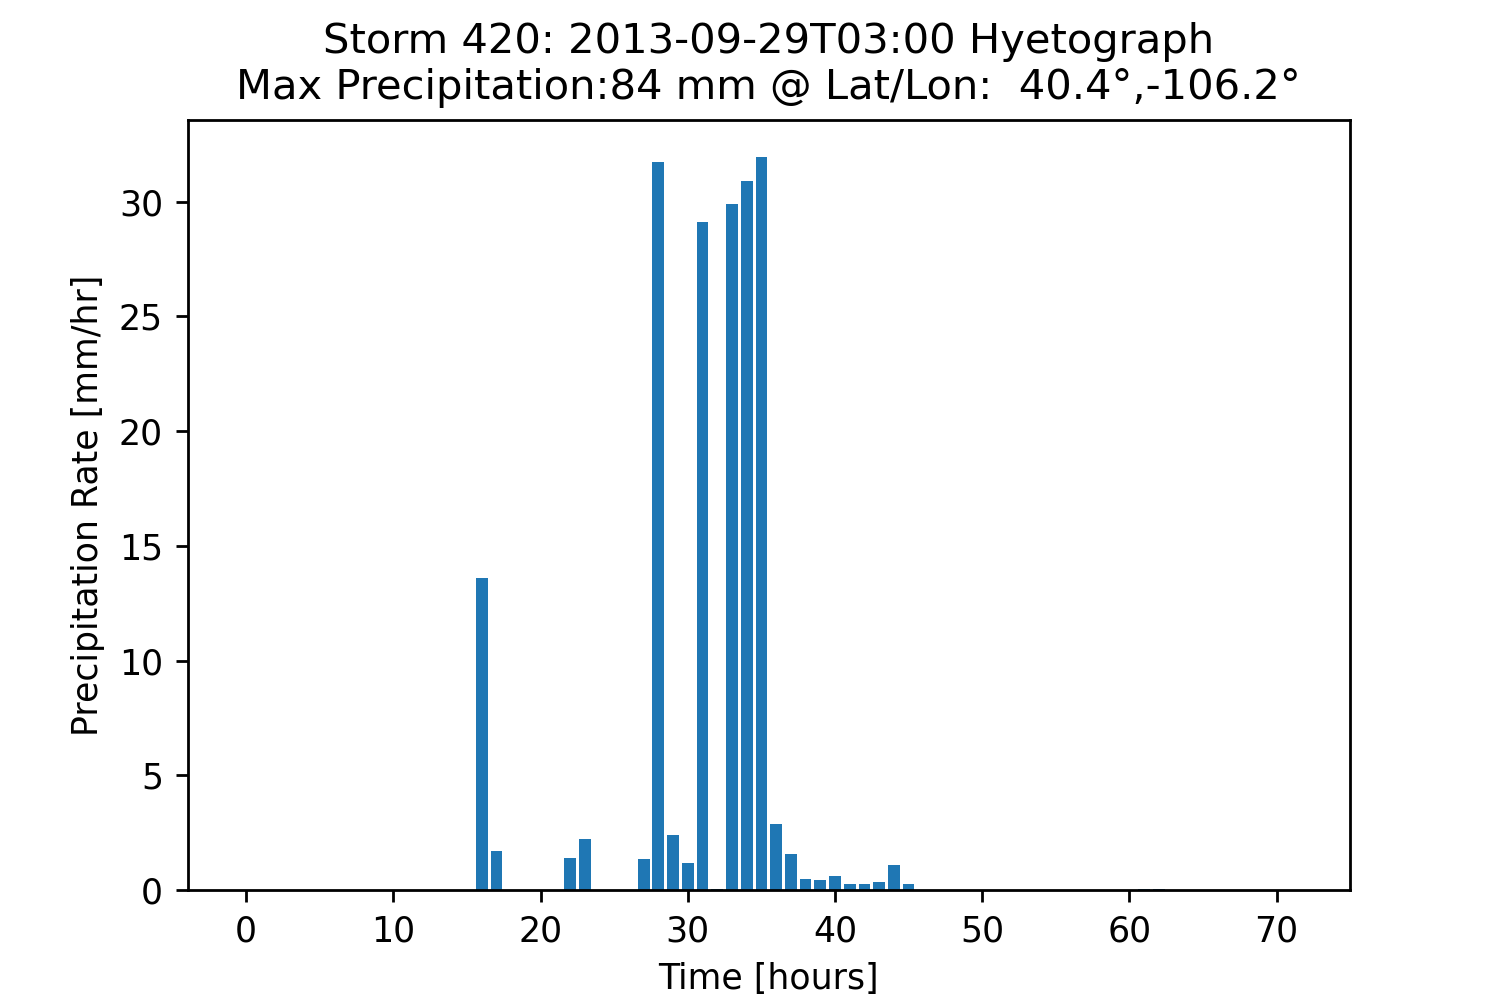 Storm 420: 2013-09-29T03:00 Hyetograph
Max Precipitation:84 mm @ Lat/Lon:  40.4°,-106.2°
Precipitation Rate [mm/hr]
30
25
20
15
10
5
0
0 10 20 30 40 50 60 70
Time [hours]